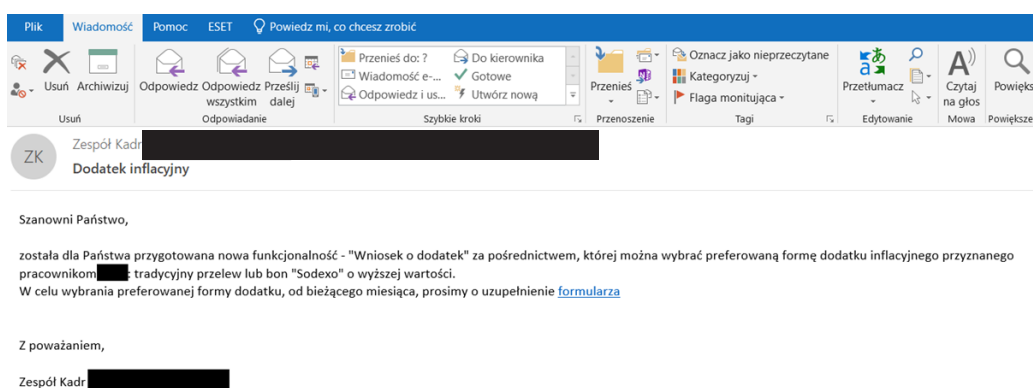 Plik Wiadomość Pomoc ESET Powiedz mi, co chcesz zrobić
Usuń Archiwizuj
Odpowiedz Odpowiedz wszystkim Prześlij dalej
Przenieś do: ? Do kierownika
Wiadomość e-... Gotowe
Odpowiedz i us... Utwórz nową
Przenieś
Oznacz jako nieprzeczytane
Kategoryzuj
Flaga monitująca
Przetłumacz
Czytaj na głos
Powięks
Usuń Odpowiadanie Szybkie kroki Przenoszenie Tagi Edytowanie Mowa Powiększe
ZK
Zespół Kadr
Dodatek inflacyjny
Szanowni Państwo,
została dla Państwa przygotowana nowa funkcjonalność - "Wniosek o dodatek" za pośrednictwem, której można wybrać preferowaną formę dodatku inflacyjnego przyznanego
pracownikom : tradycyjny przelew lub bon "Sodexo" o wyższej wartości.
W celu wybrania preferowanej formy dodatku, od bieżącego miesiąca, prosimy o uzupełnienie formularza
Z poważaniem,
Zespół Kadr